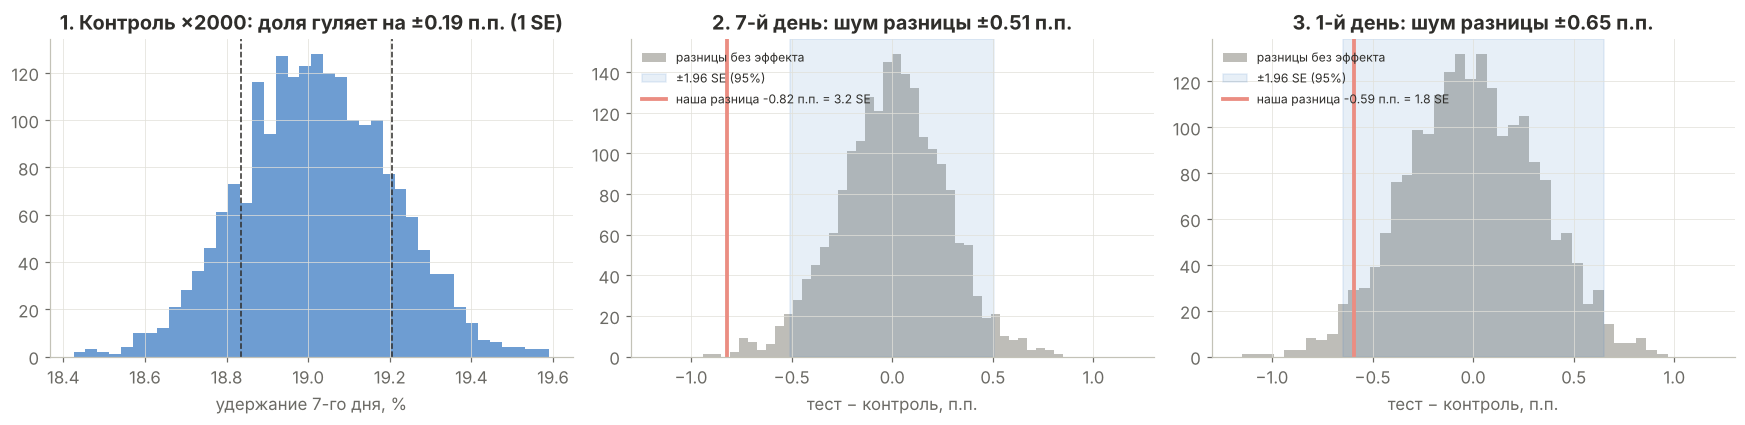 1. Контроль ×2000: доля гуляет на ±0.19 п.п. (1 SE)
120
100
80
60
40
20
0
18.4 18.6 18.8 19.0 19.2 19.4 19.6
удержание 7-го дня, %
2. 7-й день: шум разницы ±0.51 п.п.
разницы без эффекта
±1.96 SE (95%)
наша разница -0.82 п.п. = 3.2 SE
140
120
100
80
60
40
20
0
−1.0 −0.5 0.0 0.5 1.0
тест − контроль, п.п.
3. 1-й день: шум разницы ±0.65 п.п.
разницы без эффекта
±1.96 SE (95%)
наша разница -0.59 п.п. = 1.8 SE
120
100
80
60
40
20
0
−1.0 −0.5 0.0 0.5 1.0
тест − контроль, п.п.